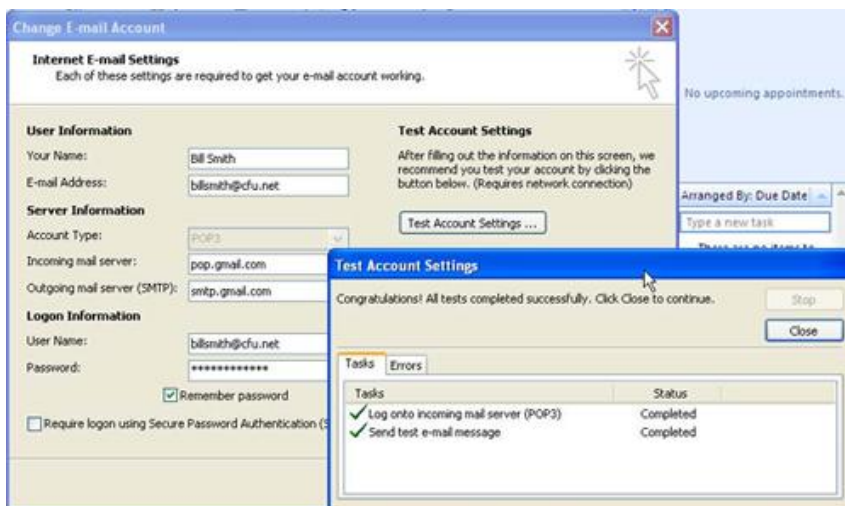 Change E-mail Account
Internet E-mail Settings
Each of these settings are required to get your e-mail account working.
No upcoming appointments.
User Information
Your Name: Bill Smith
E-mail Address: billsmith@cfu.net
Server Information
Account Type: POP3
Incoming mail server: pop.gmail.com
Outgoing mail server (SMTP): smtp.gmail.com
Logon Information
User Name: billsmith@cfu.net
Password: ************
Remember password
Require logon using Secure Password Authentication (S
Test Account Settings
After filling out the information on this screen, we
recommend you test your account by clicking the
button below. (Requires network connection)
Test Account Settings ...
Arranged By: Due Date
Type a new task
There are no items to
Test Account Settings
Congratulations! All tests completed successfully. Click Close to continue.
Stop
Close
Tasks Errors
Tasks Status
Log onto incoming mail server (POP3) Completed
Send test e-mail message Completed